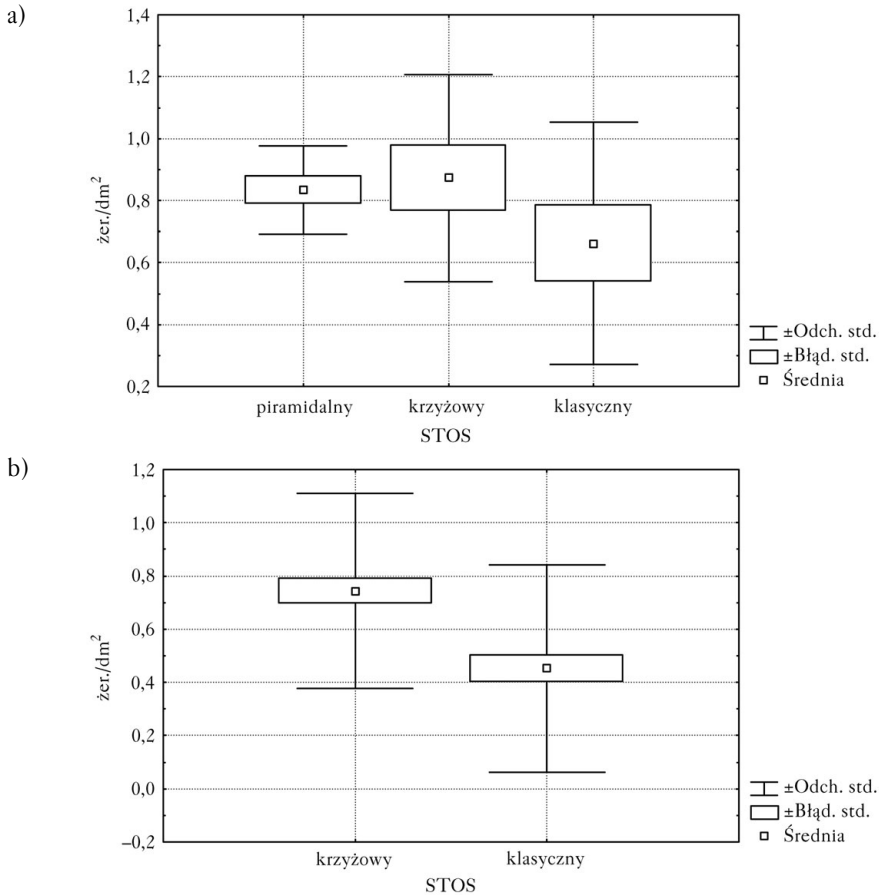 a)
1,4
1,2
1,0
0,8
0,6
0,4
0,2
żer./dm²
piramidalny krzyżowy klasyczny
STOS
±Odch. std.
±Błąd. std.
Średnia
b)
1,2
1,0
0,8
0,6
0,4
0,2
0,0
–0,2
żer./dm²
krzyżowy klasyczny
STOS
±Odch. std.
±Błąd. std.
Średnia